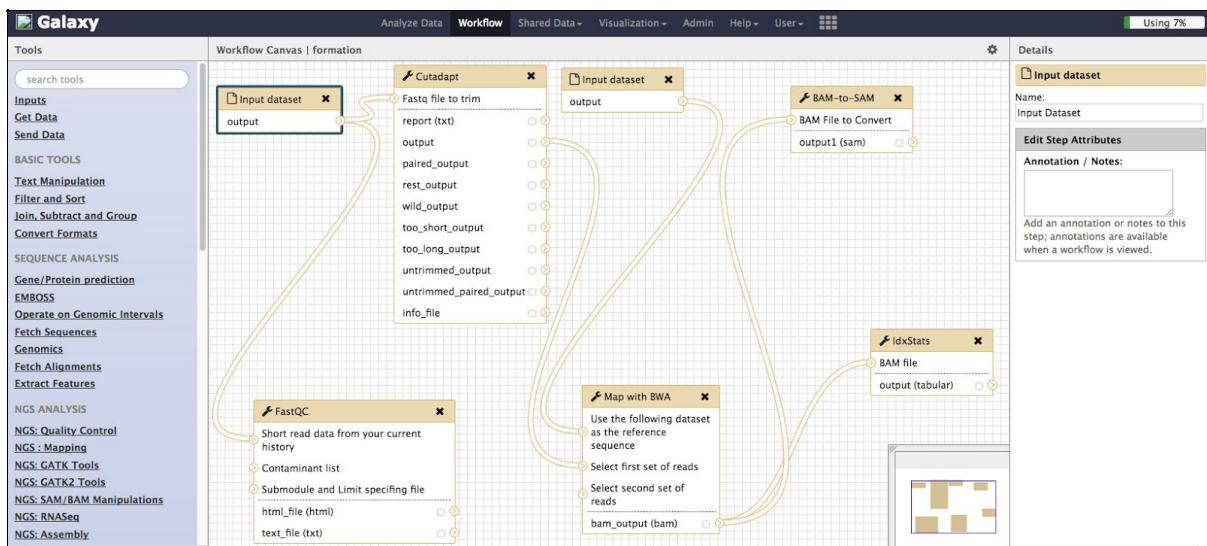 Galaxy
Analyze Data Workflow Shared Data Visualization Admin Help User
Using 7%
Tools
search tools
Inputs
Get Data
Send Data
BASIC TOOLS
Text Manipulation
Filter and Sort
Join, Subtract and Group
Convert Formats
SEQUENCE ANALYSIS
Gene/Protein prediction
EMBOSS
Operate on Genomic Intervals
Fetch Sequences
Genomics
Fetch Alignments
Extract Features
NGS ANALYSIS
NGS: Quality Control
NGS : Mapping
NGS: GATK Tools
NGS: GATK2 Tools
NGS: SAM/BAM Manipulations
NGS: RNASeq
NGS: Assembly
Workflow Canvas | formation
Input dataset
output
Cutadapt
Fastq file to trim
report (txt)
output
paired_output
rest_output
wild_output
too_short_output
too_long_output
untrimmed_output
untrimmed_paired_output
info_file
Input dataset
output
BAM-to-SAM
BAM File to Convert
output1 (sam)
IdxStats
BAM file
output (tabular)
FastQC
Short read data from your current
history
Contaminant list
Submodule and Limit specifing file
html_file (html)
text_file (txt)
Map with BWA
Use the following dataset
as the reference
sequence
Select first set of reads
Select second set of
reads
bam_output (bam)
Details
Input dataset
Name:
Input Dataset
Edit Step Attributes
Annotation / Notes:
Add an annotation or notes to this
step; annotations are available
when a workflow is viewed.